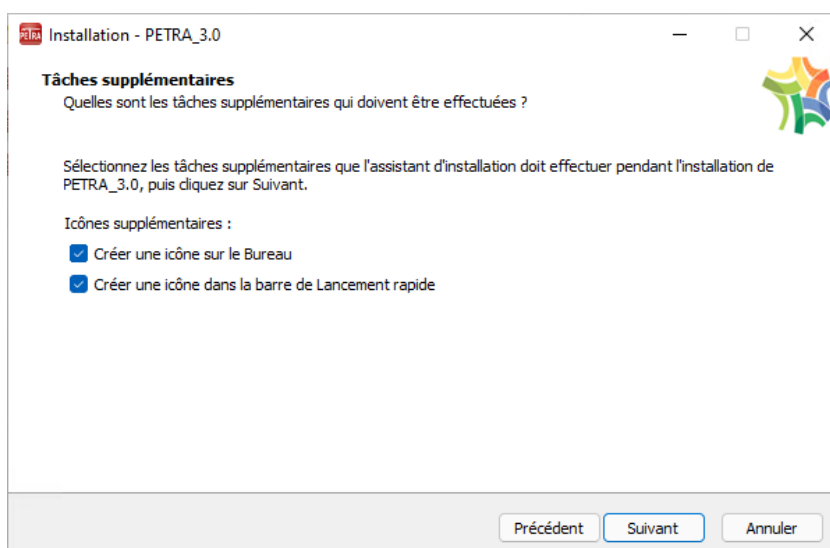 PETRA Installation - PETRA_3.0
Tâches supplémentaires
Quelles sont les tâches supplémentaires qui doivent être effectuées ?
Sélectionnez les tâches supplémentaires que l'assistant d'installation doit effectuer pendant l'installation de
PETRA_3.0, puis cliquez sur Suivant.
Icônes supplémentaires :
Créer une icône sur le Bureau
Créer une icône dans la barre de Lancement rapide
Précédent Suivant Annuler